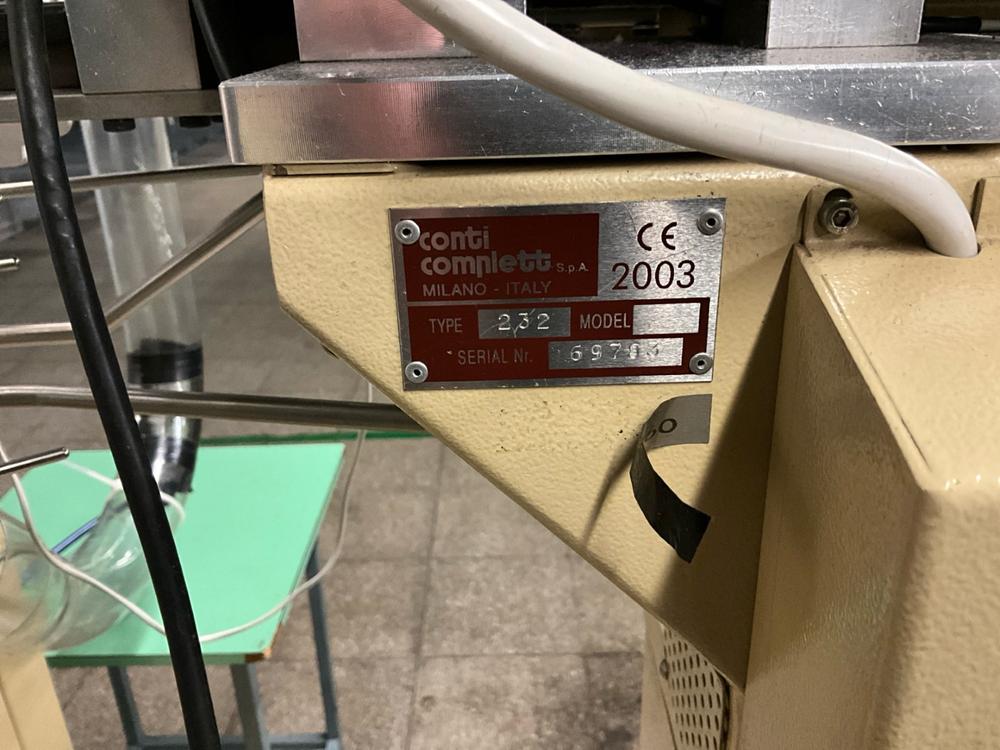 conti
complett S.p.A.
MILANO - ITALY
CE
2003
TYPE 232 MODEL
SERIAL Nr.